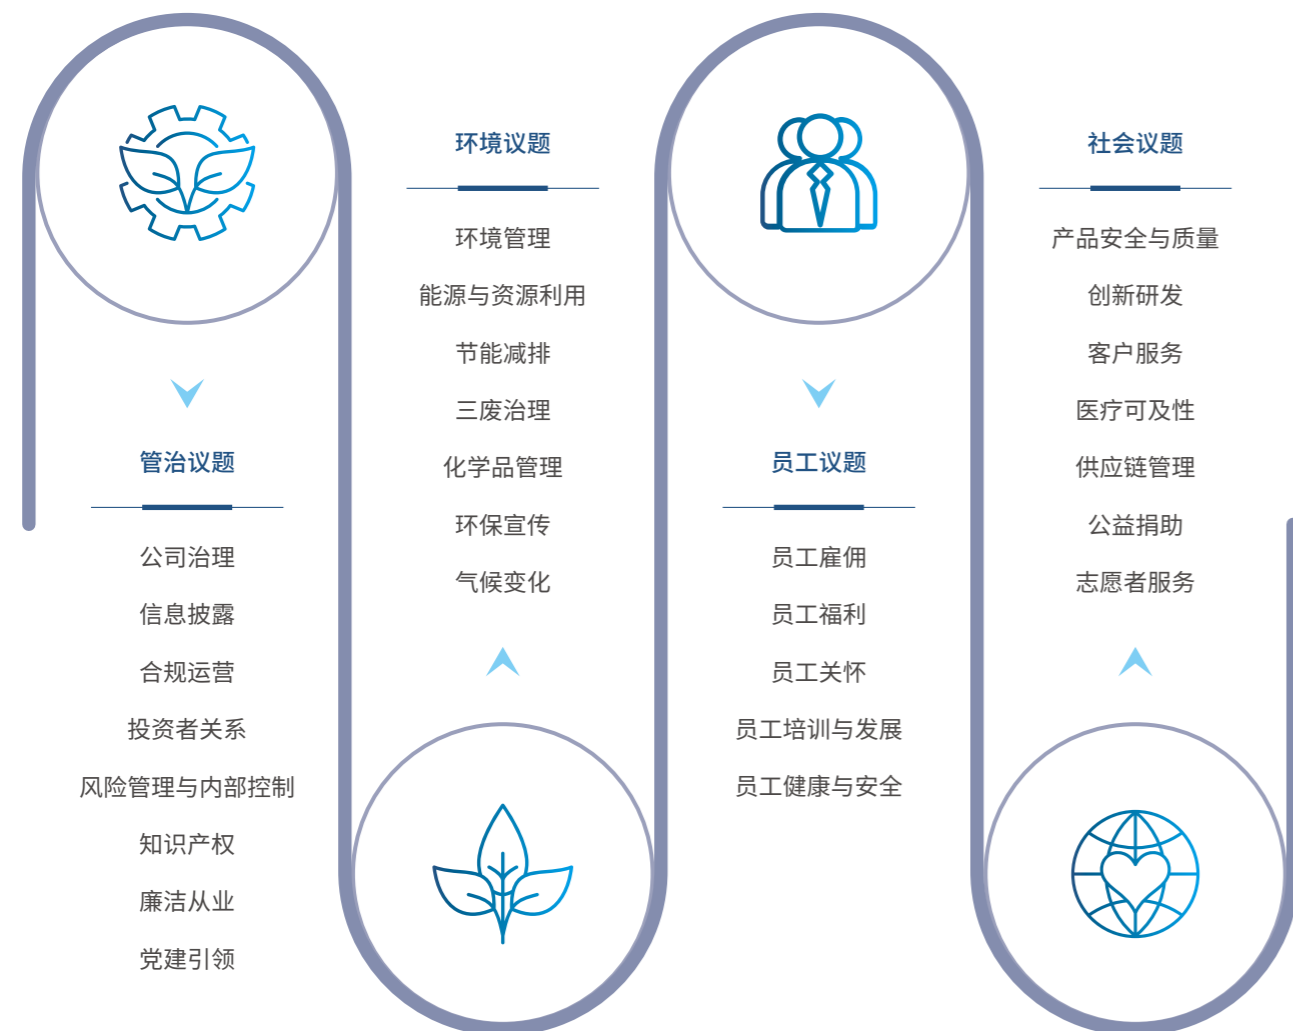 管治议题
公司治理
信息披露
合规运营
投资者关系
风险管理与内部控制
知识产权
廉洁从业
党建引领
环境议题
环境管理
能源与资源利用
节能减排
三废治理
化学品管理
环保宣传
气候变化
员工议题
员工雇佣
员工福利
员工关怀
员工培训与发展
员工健康与安全
社会议题
产品安全与质量
创新研发
客户服务
医疗可及性
供应链管理
公益捐助
志愿者服务